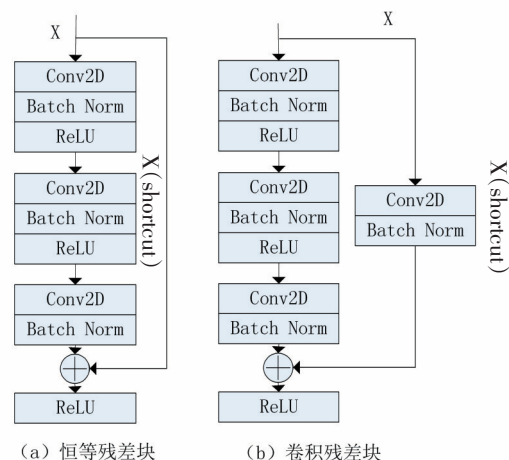 X
Conv2D
Batch Norm
ReLU
Conv2D
Batch Norm
ReLU
Conv2D
Batch Norm
ReLU
X(shortcut)
(a) 恒等残差块
X
Conv2D
Batch Norm
ReLU
Conv2D
Batch Norm
ReLU
Conv2D
Batch Norm
ReLU
Conv2D
Batch Norm
X(shortcut)
(b) 卷积残差块